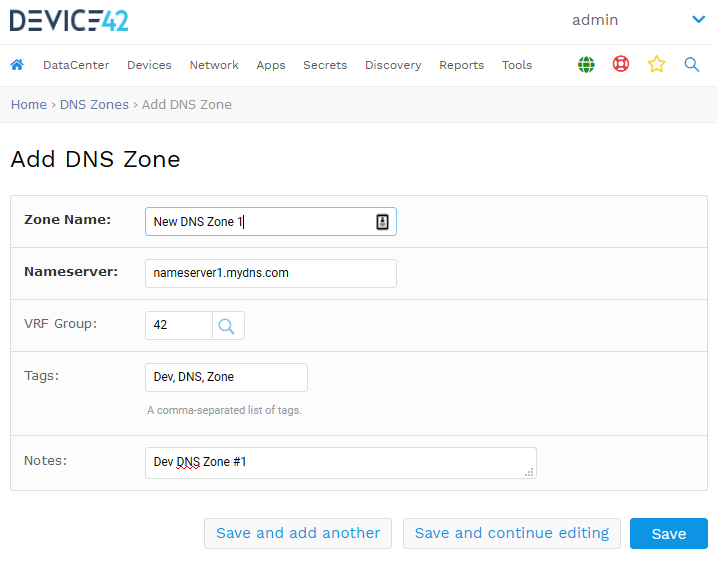 DEVICE42
admin
DataCenter Devices Network Apps Secrets Discovery Reports Tools
Home › DNS Zones › Add DNS Zone
Add DNS Zone
Zone Name: New DNS Zone 1
Nameserver: nameserver1.mydns.com
VRF Group: 42
Tags: Dev, DNS, Zone
A comma-separated list of tags.
Notes: Dev DNS Zone #1
Save and add another Save and continue editing Save